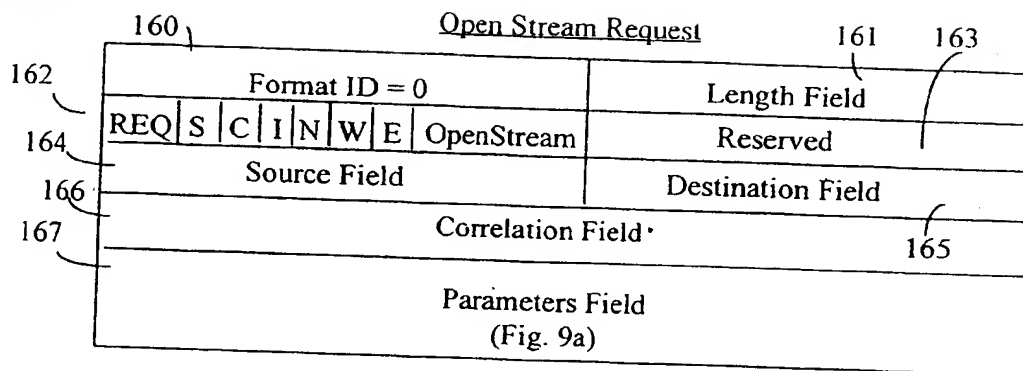 Open Stream Request
160 161 163
Format ID = 0 Length Field
162
REQ S C I N W E OpenStream Reserved
164
Source Field Destination Field
166
Correlation Field
165
167
Parameters Field
(Fig. 9a)